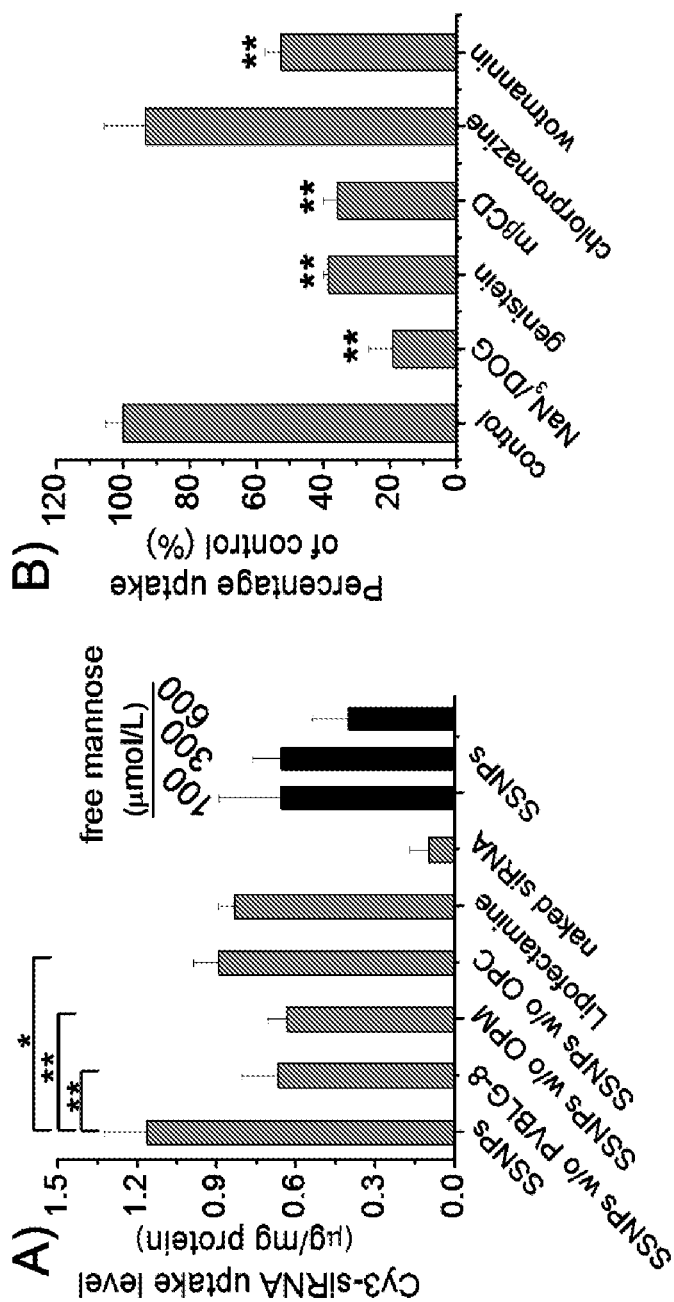 A)
Cy3-siRNA uptake level
(μg/mg protein)
1.5
1.2
0.9
0.6
0.3
0.0
*
**
**
free mannose
(μmol/L)
100 300 600
SSNPs
SSNPs w/o PVBLG-8
SSNPs w/o OPM
SSNPs w/o OPC
Lipofectamine
naked siRNA
SSNPs
B)
Percentage uptake
of control (%)
120
100
80
60
40
20
0
**
**
**
**
control
NaN₃/DOG
genistein
mβCD
chlorpromazine
wotmannin